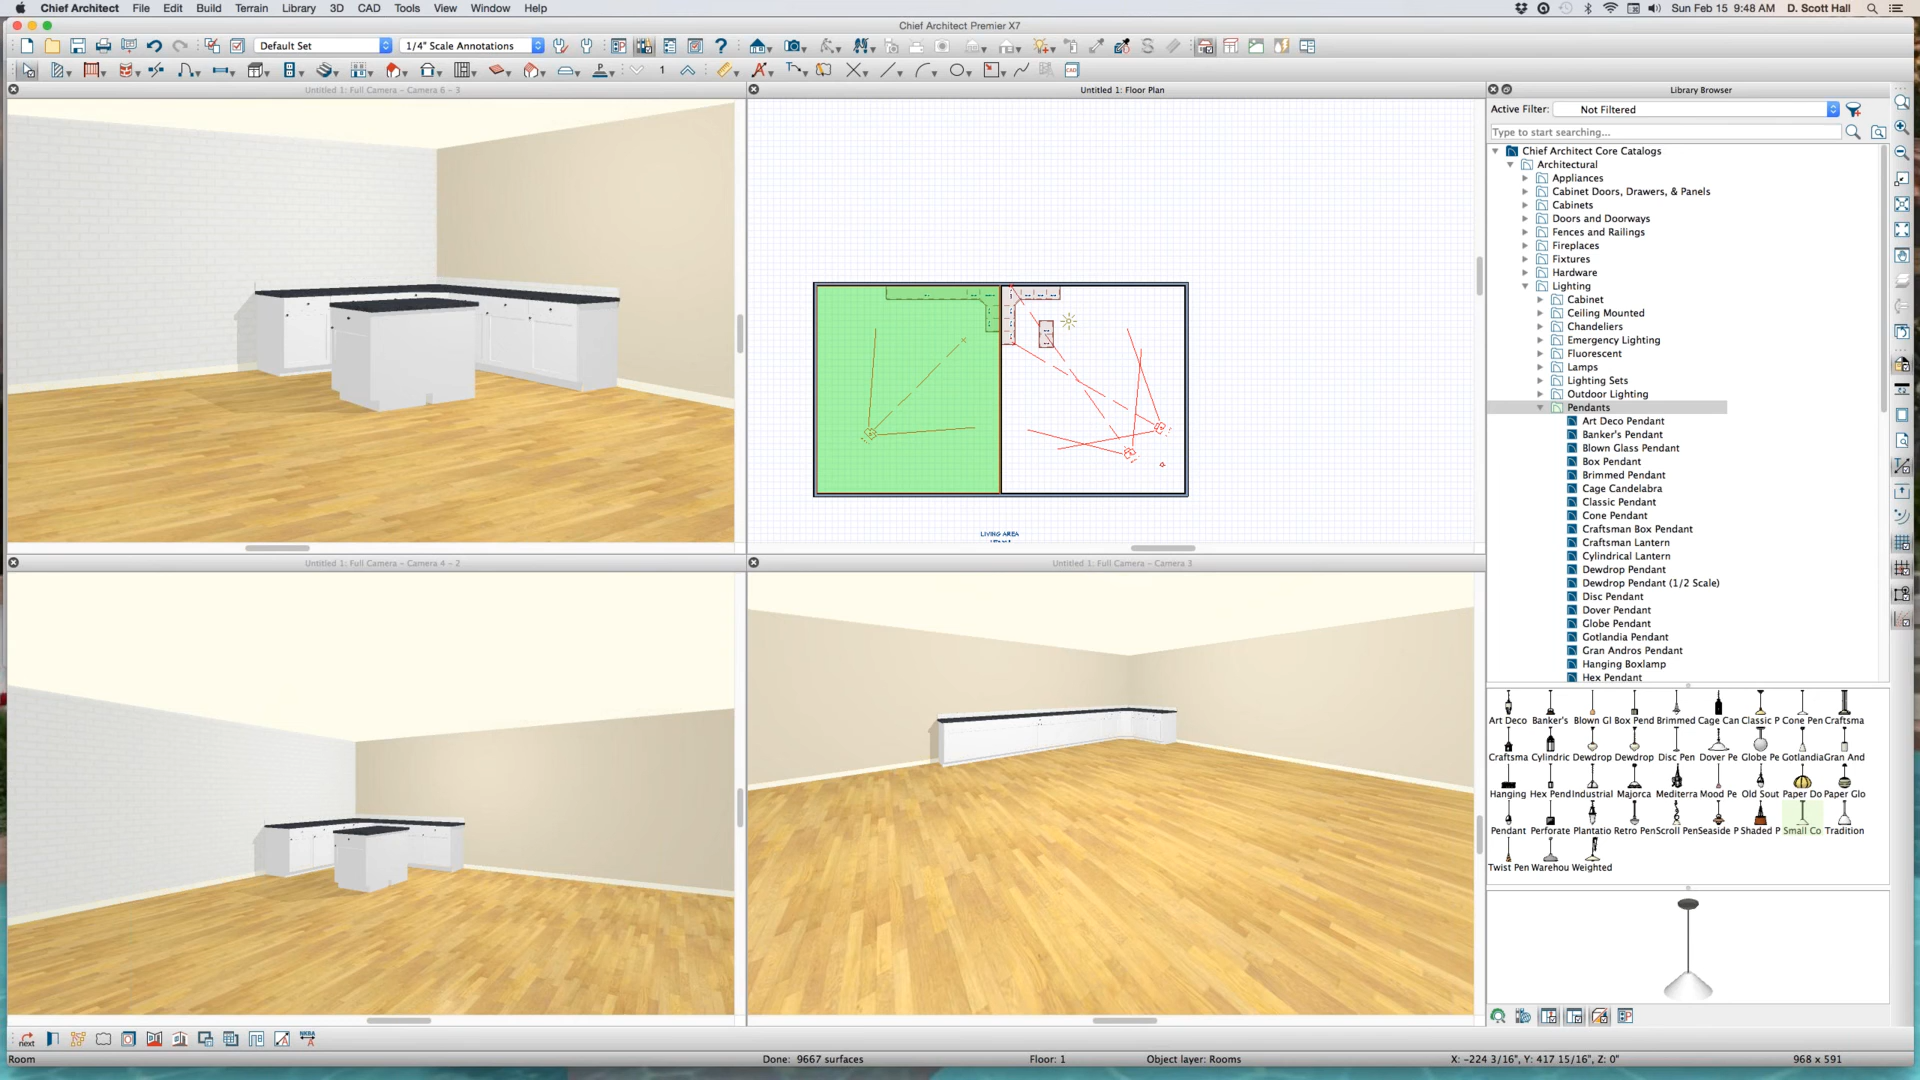 Chief Architect File Edit Build Terrain Library 3D CAD Tools View Window Help
Sun Feb 15 9:48 AM D. Scott Hall
Chief Architect Premier X7
Default Set
1/4" Scale Annotations
1
Untitled 1: Full Camera - Camera 6 - 3
Untitled 1: Floor Plan
LIVING AREA
Untitled 1: Full Camera - Camera 4 - 2
Untitled 1: Full Camera - Camera 3
Library Browser
Active Filter: Not Filtered
Type to start searching...
Chief Architect Core Catalogs
Architectural
Appliances
Cabinet Doors, Drawers, & Panels
Cabinets
Doors and Doorways
Fences and Railings
Fireplaces
Fixtures
Hardware
Lighting
Cabinet
Ceiling Mounted
Chandeliers
Emergency Lighting
Fluorescent
Lamps
Lighting Sets
Outdoor Lighting
Pendants
Art Deco Pendant
Banker's Pendant
Blown Glass Pendant
Box Pendant
Brimmed Pendant
Cage Candelabra
Classic Pendant
Cone Pendant
Craftsman Box Pendant
Craftsman Lantern
Cylindrical Lantern
Dewdrop Pendant
Dewdrop Pendant (1/2 Scale)
Disc Pendant
Dover Pendant
Globe Pendant
Gotlandia Pendant
Gran Andros Pendant
Hanging Boxlamp
Hex Pendant
Art Deco Banker's Blown Gl Box Pend Brimmed Cage Can Classic P Cone Pen Craftsma
Craftsma Cylindric Dewdrop Dewdrop Disc Pen Dover Pe Globe Pe Gotlandia Gran And
Hanging Hex Pend Industrial Majorca Mediterra Mood Pe Old Sout Paper Do Paper Glo
Pendant Perforate Plantatio Retro Pen Scroll Pen Seaside P Shaded P Small Co Tradition
Twist Pen Warehou Weighted
next
NKBA
Room
Done: 9667 surfaces
Floor: 1
Object layer: Rooms
X: -224 3/16", Y: 417 15/16", Z: 0"
968 x 591